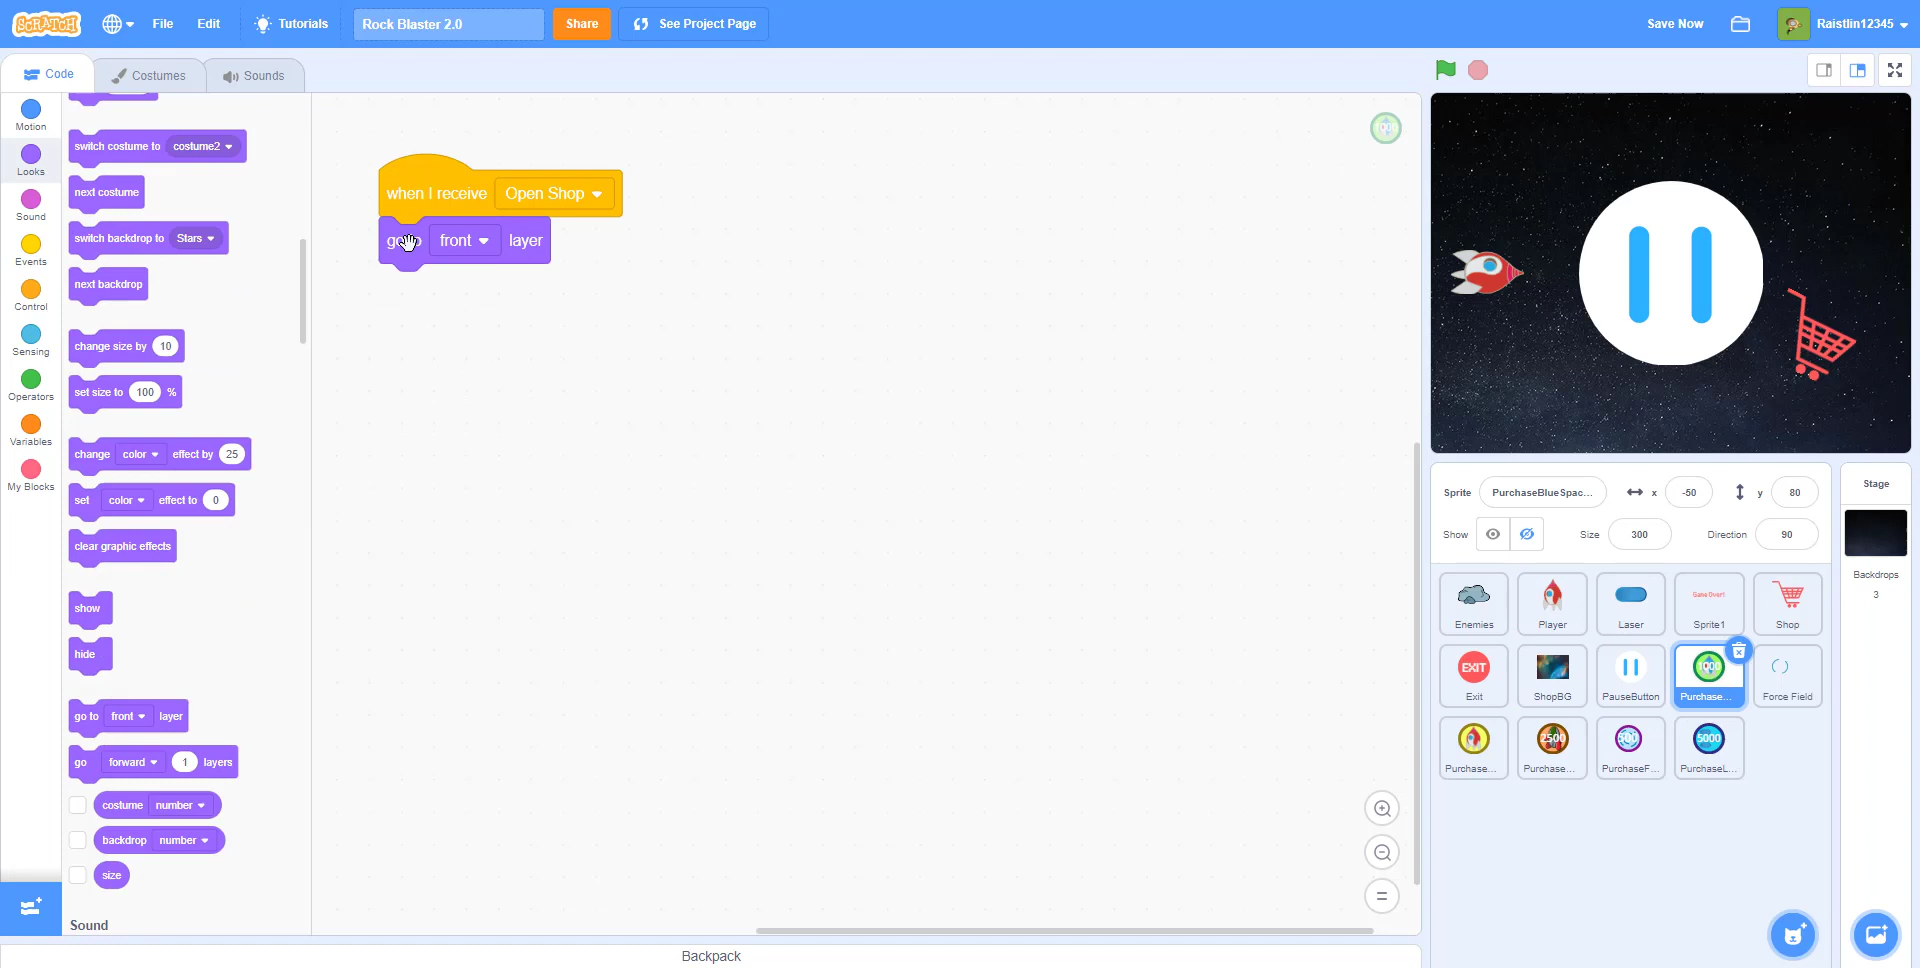 SCRATCH
File
Edit
Tutorials
Rock Blaster 2.0
Share
See Project Page
Save Now
Raistlin12345
Code
Costumes
Sounds
Motion
Looks
Sound
Events
Control
Sensing
Operators
Variables
My Blocks
switch costume to costume2
next costume
switch backdrop to Stars
next backdrop
change size by 10
set size to 100 %
change color effect by 25
set color effect to 0
clear graphic effects
show
hide
go to front layer
go forward 1 layers
costume number
backdrop number
size
Sound
when I receive Open Shop
front layer
Backpack
Sprite PurchaseBlueSpac... x -50 y 80
Show Size 300 Direction 90
Enemies
Player
Laser
Game Over!
Sprite1
Shop
EXIT
Exit
ShopBG
PauseButton
1000
Purchase...
Force Field
Purchase...
2500
Purchase...
500
PurchaseF...
5000
PurchaseL...
Stage
Backdrops
3